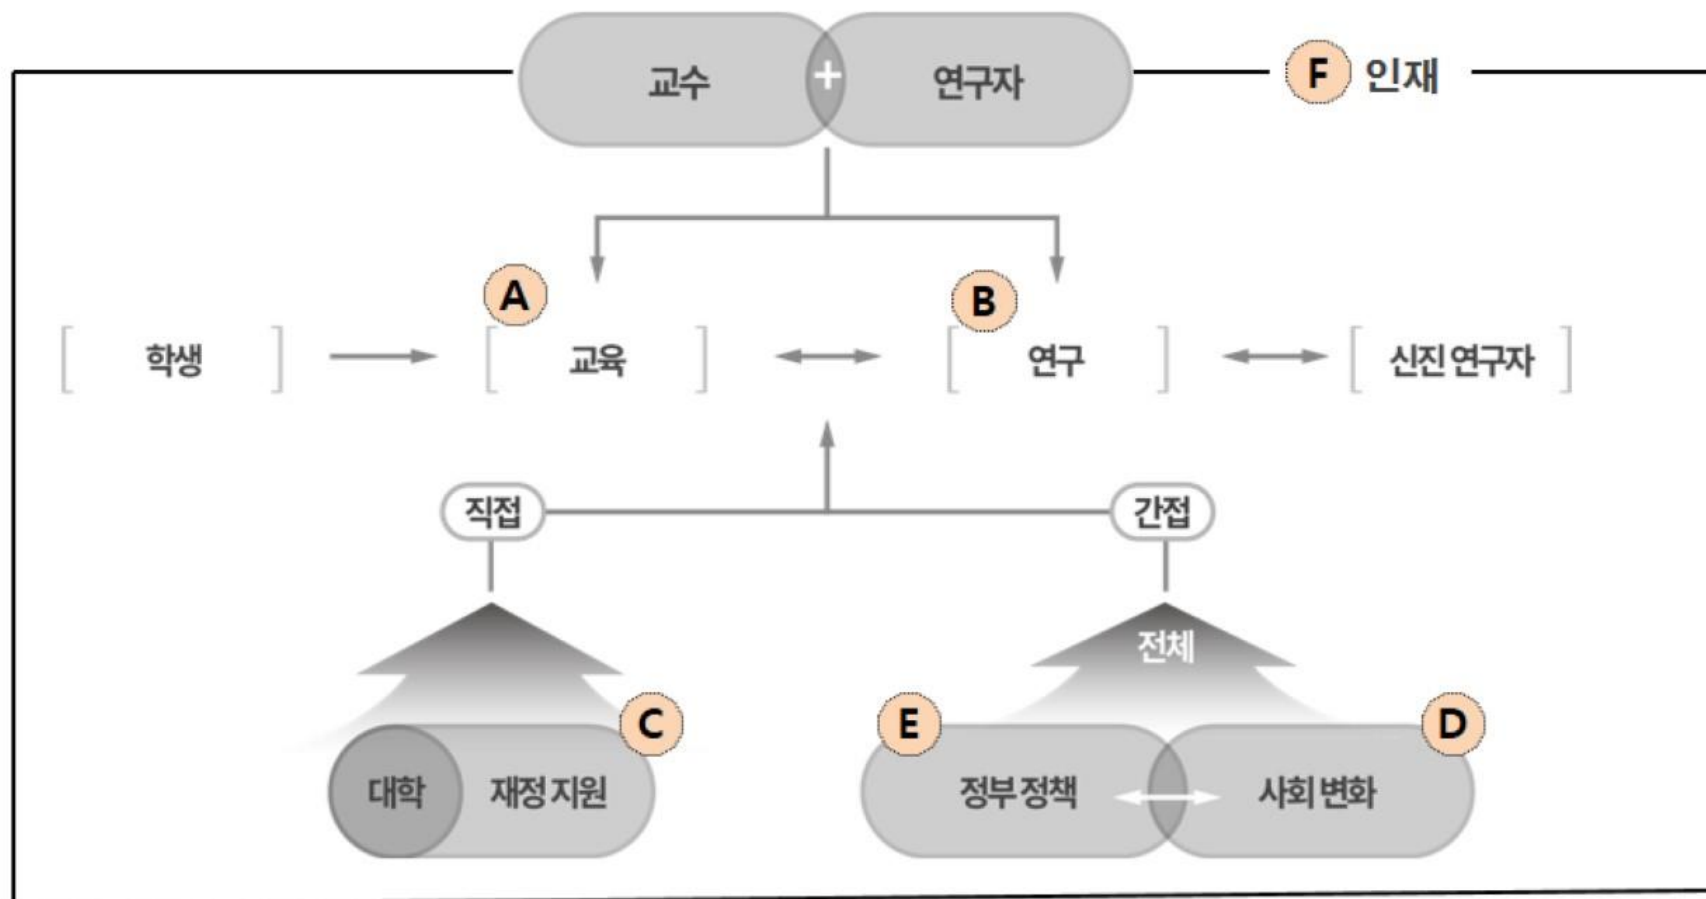 교수 + 연구자 F 인재
A B
[ 학생 ] [ 교육 ] [ 연구 ] [ 신진 연구자 ]
직접 간접
전체
C E D
대학 재정 지원 정부 정책 사회 변화